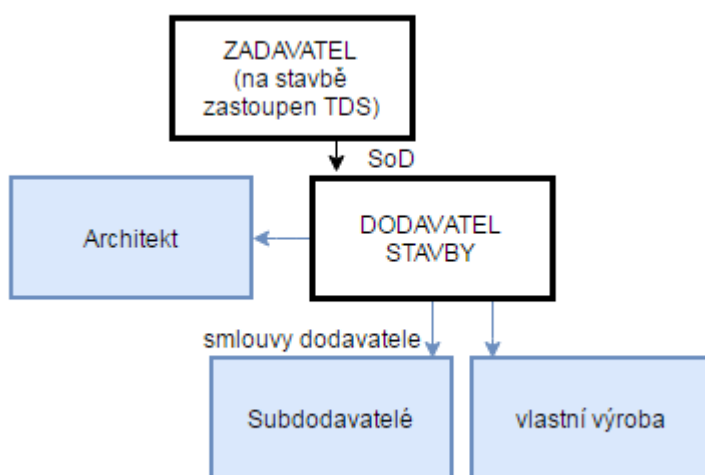 ZADAVATEL
(na stavbě
zastoupen TDS)
SoD
Architekt
DODAVATEL
STAVBY
smlouvy dodavatele
Subdodavatelé
vlastní výroba